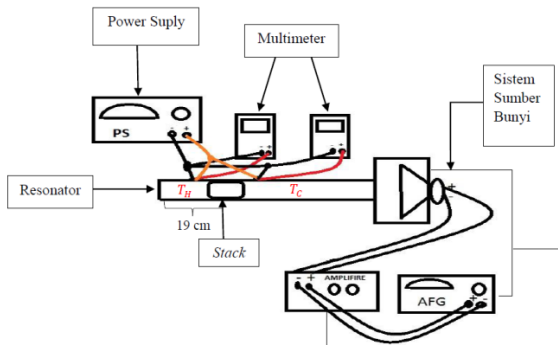 Power Suply
Multimeter
Sistem
Sumber
Bunyi
PS
- +
- +
- +
Resonator
T_H
T_C
+
-
19 cm
Stack
AMPLIFIRE
- +
AFG
+ -